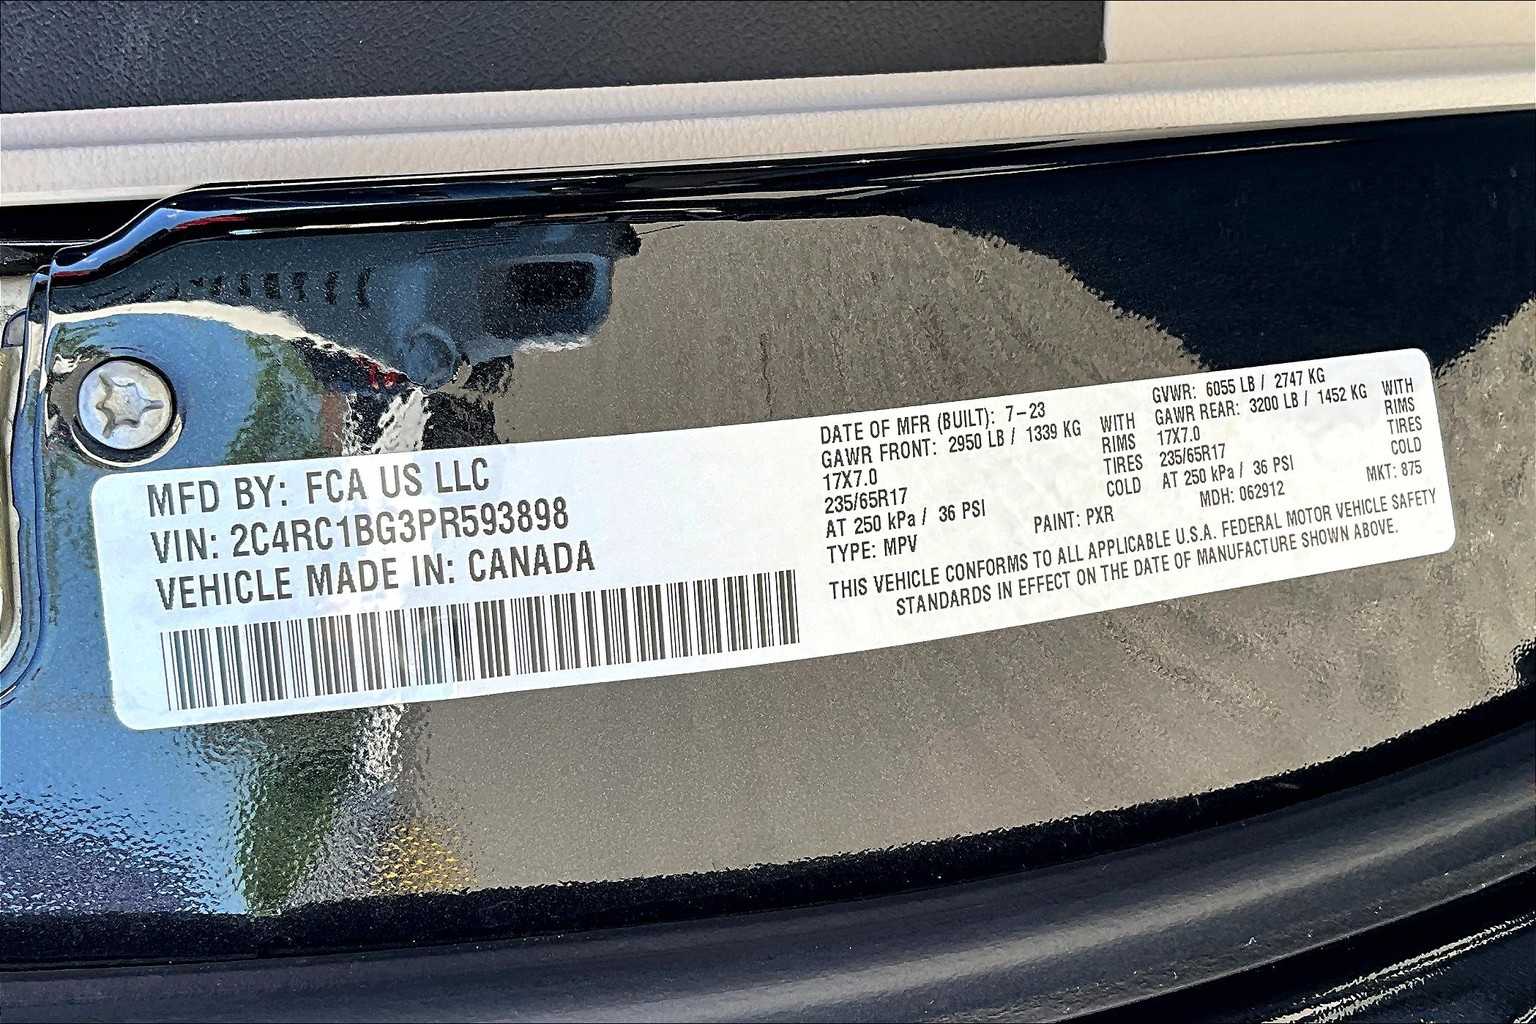 MFD BY: FCA US LLC
VIN: 2C4RC1BG3PR593898
VEHICLE MADE IN: CANADA
DATE OF MFR (BUILT): 7-23
GAWR FRONT: 2950 LB / 1339 KG WITH
17X7.0 RIMS
235/65R17 TIRES
AT 250 kPa / 36 PSI COLD
TYPE: MPV PAINT: PXR
GVWR: 6055 LB / 2747 KG
GAWR REAR: 3200 LB / 1452 KG WITH
17X7.0 RIMS
235/65R17 TIRES
AT 250 kPa / 36 PSI COLD
MDH: 062912 MKT: 875
THIS VEHICLE CONFORMS TO ALL APPLICABLE U.S.A. FEDERAL MOTOR VEHICLE SAFETY
STANDARDS IN EFFECT ON THE DATE OF MANUFACTURE SHOWN ABOVE.